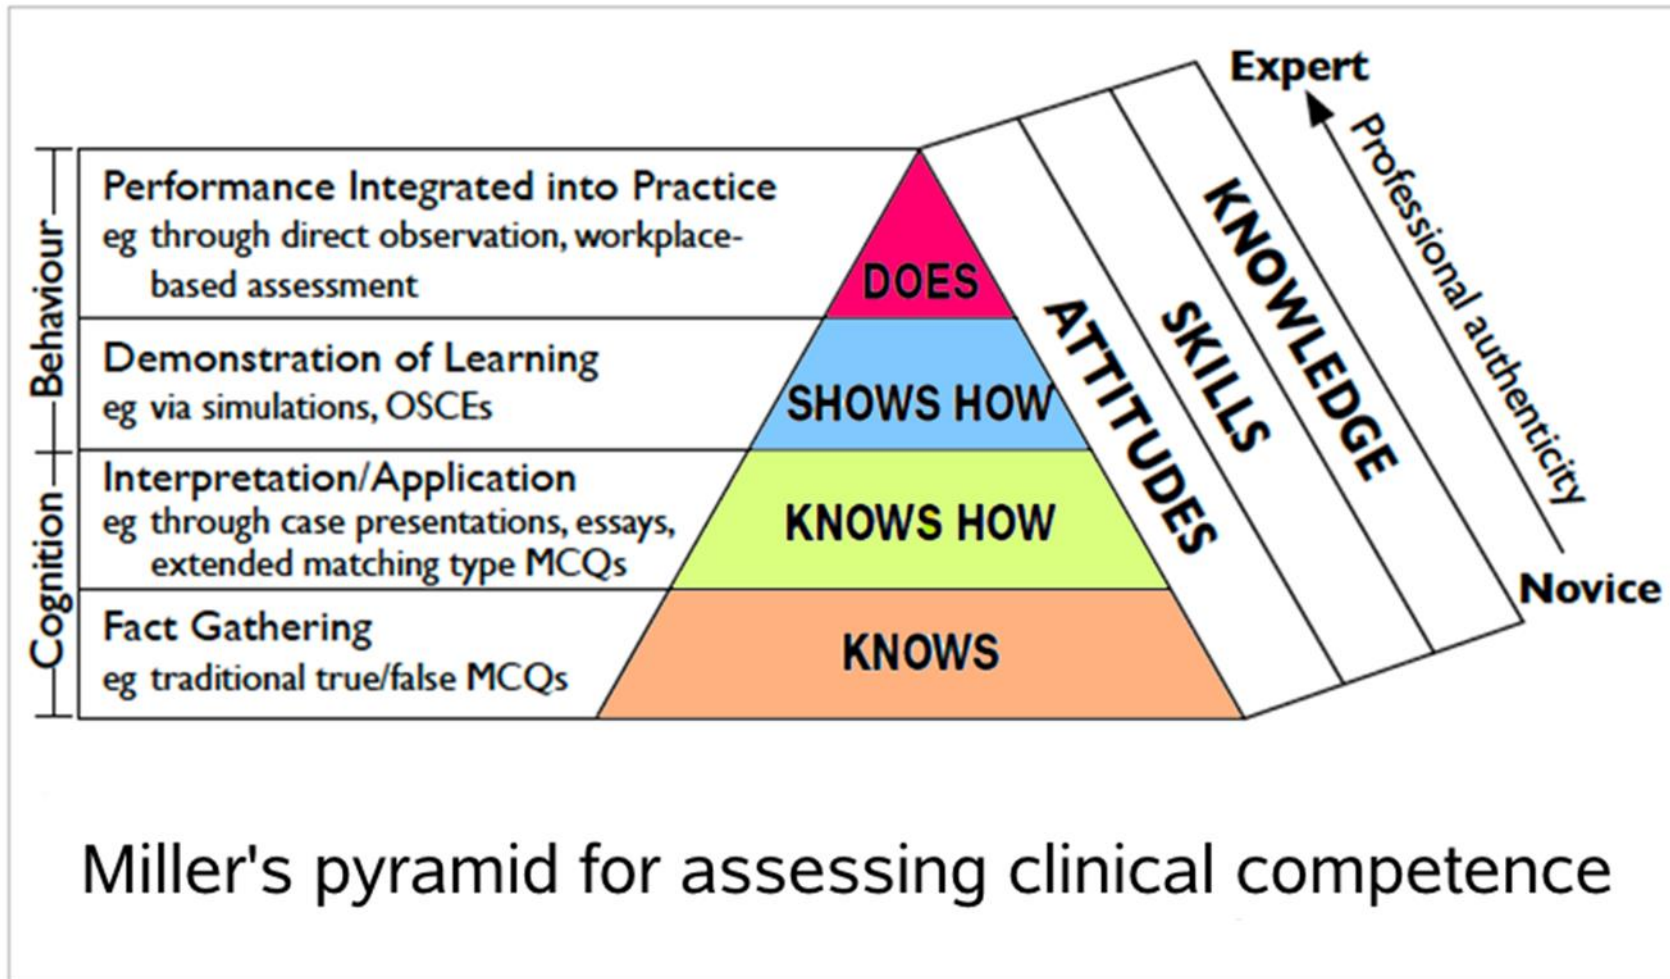 Expert
Professional authenticity
Performance Integrated into Practice
eg through direct observation, workplace-
based assessment
DOES
Behaviour
KNOWLEDGE
Demonstration of Learning
eg via simulations, OSCEs
SHOWS HOW
SKILLS
ATTITUDES
Interpretation/Application
eg through case presentations, essays,
extended matching type MCQs
KNOWS HOW
Cognition
Novice
Fact Gathering
eg traditional true/false MCQs
KNOWS
Miller's pyramid for assessing clinical competence